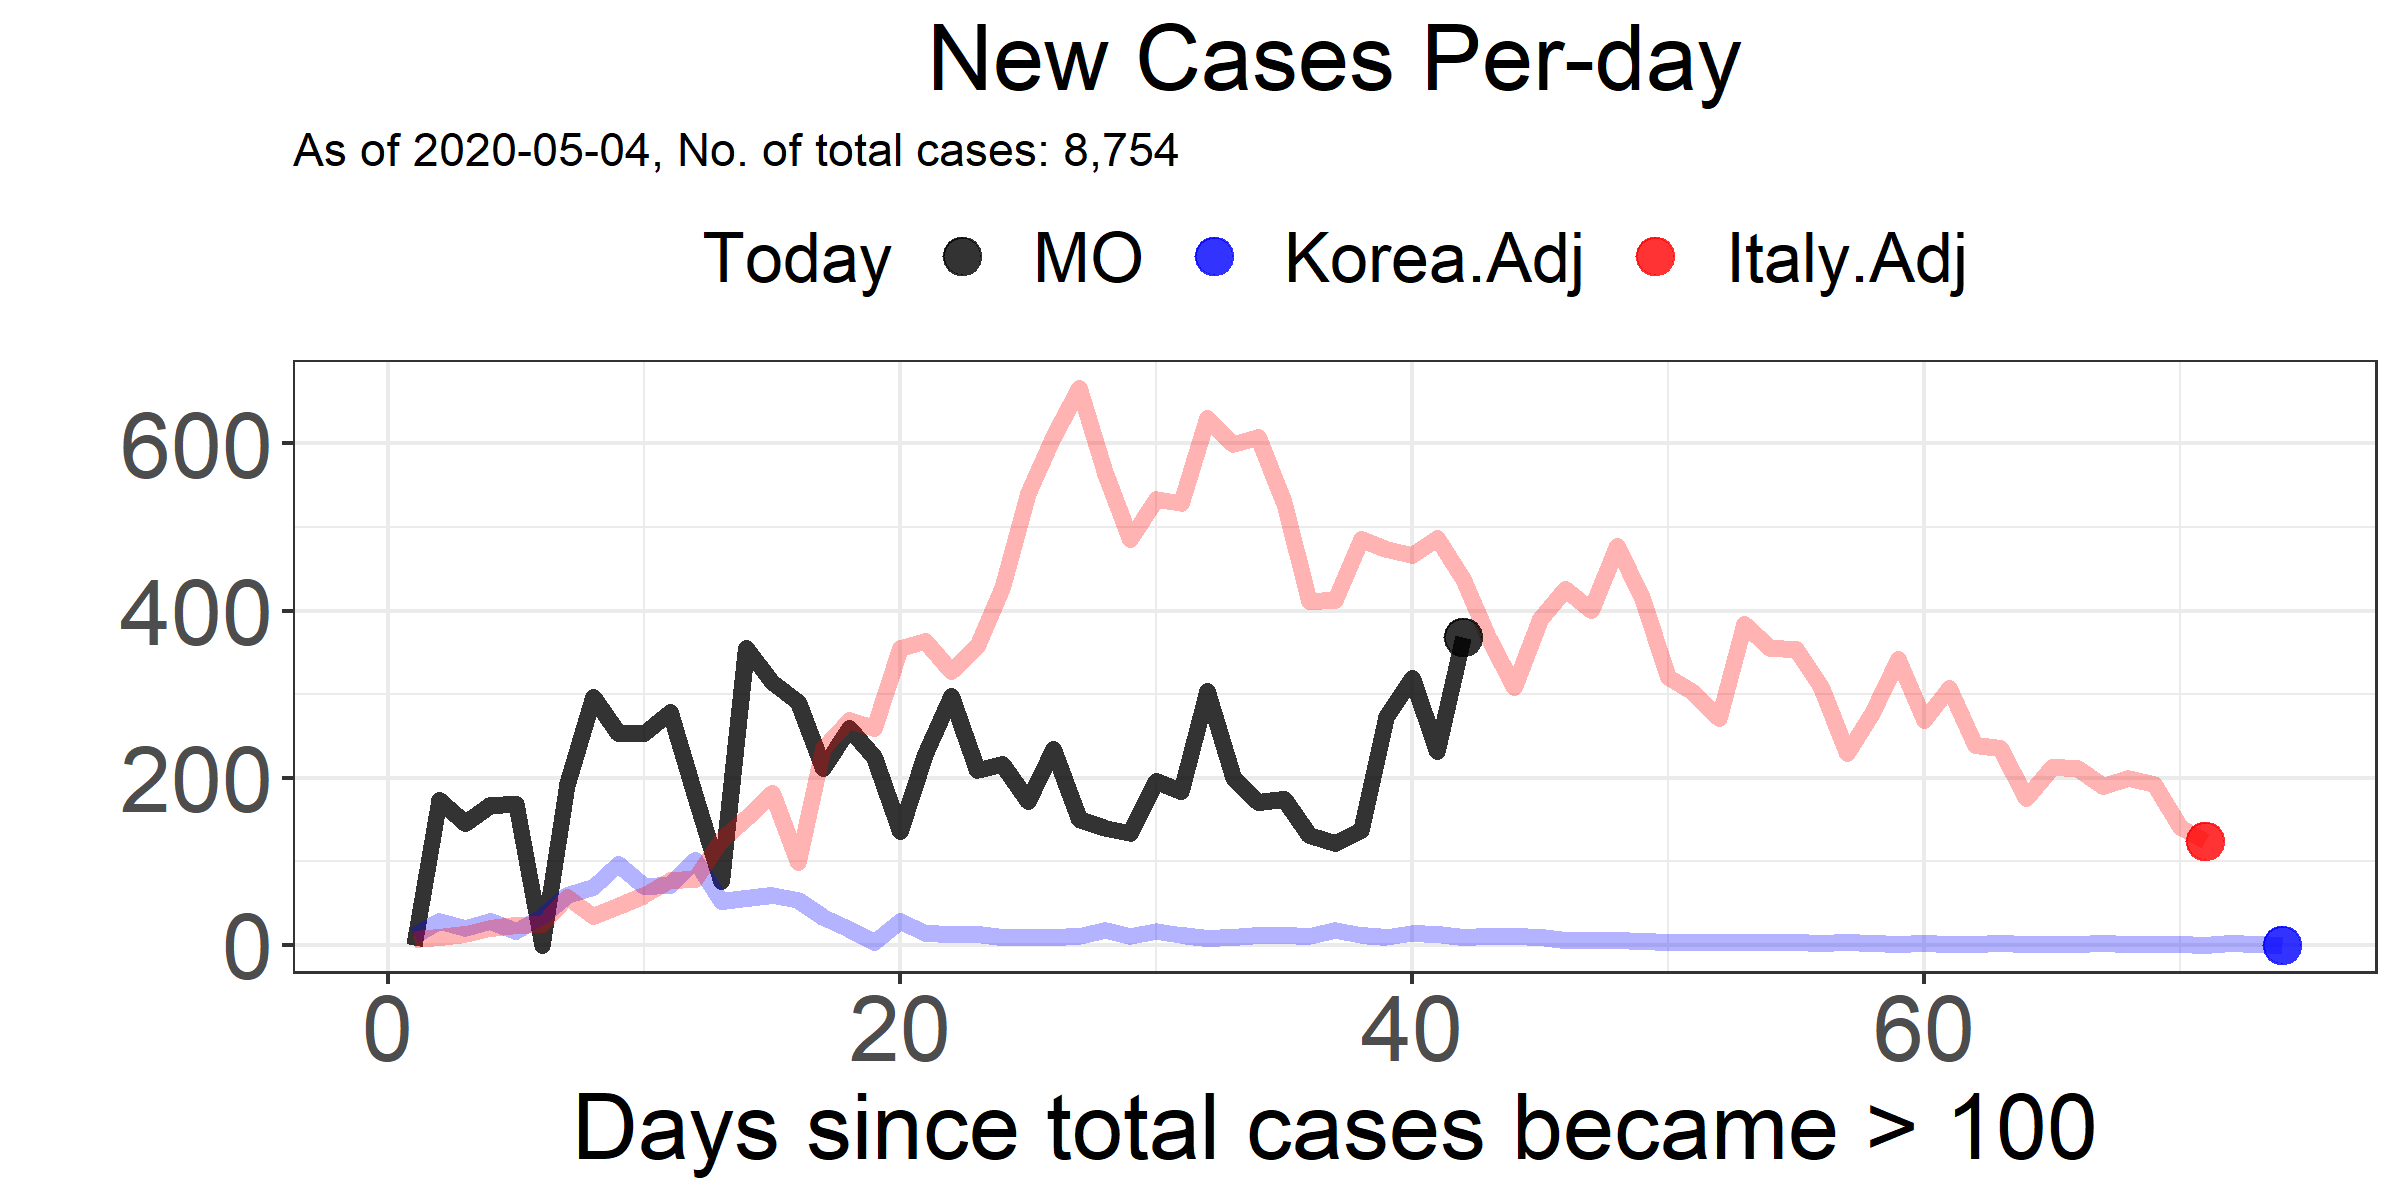 New Cases Per-day
As of 2020-05-04, No. of total cases: 8,754
Today MO Korea.Adj Italy.Adj
600
400
200
0
0 20 40 60
Days since total cases became > 100